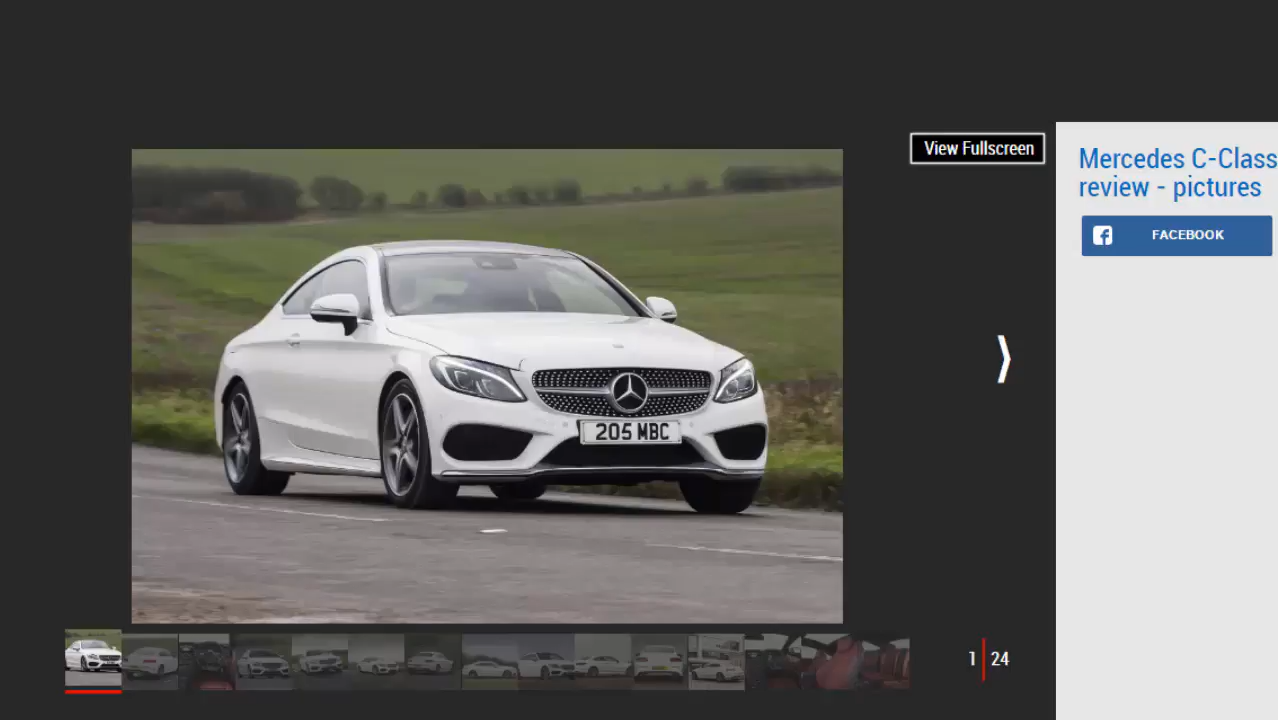 View Fullscreen
Mercedes C-Class
review - pictures
FACEBOOK
205 MBC
1 24